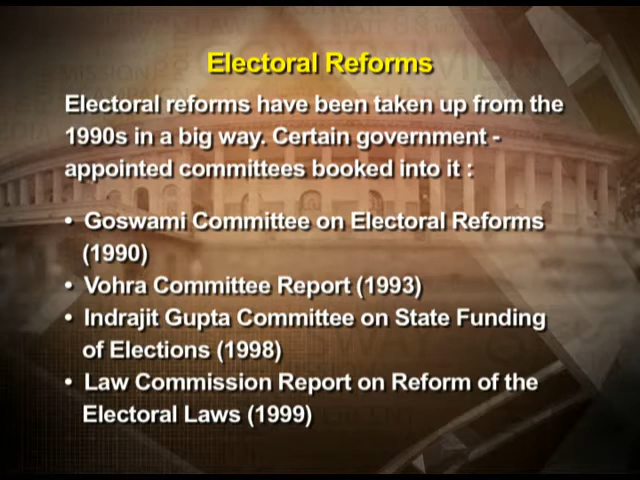 Electoral Reforms
Electoral reforms have been taken up from the
1990s in a big way. Certain government -
appointed committees booked into it :
• Goswami Committee on Electoral Reforms
(1990)
• Vohra Committee Report (1993)
• Indrajit Gupta Committee on State Funding
of Elections (1998)
• Law Commission Report on Reform of the
Electoral Laws (1999)